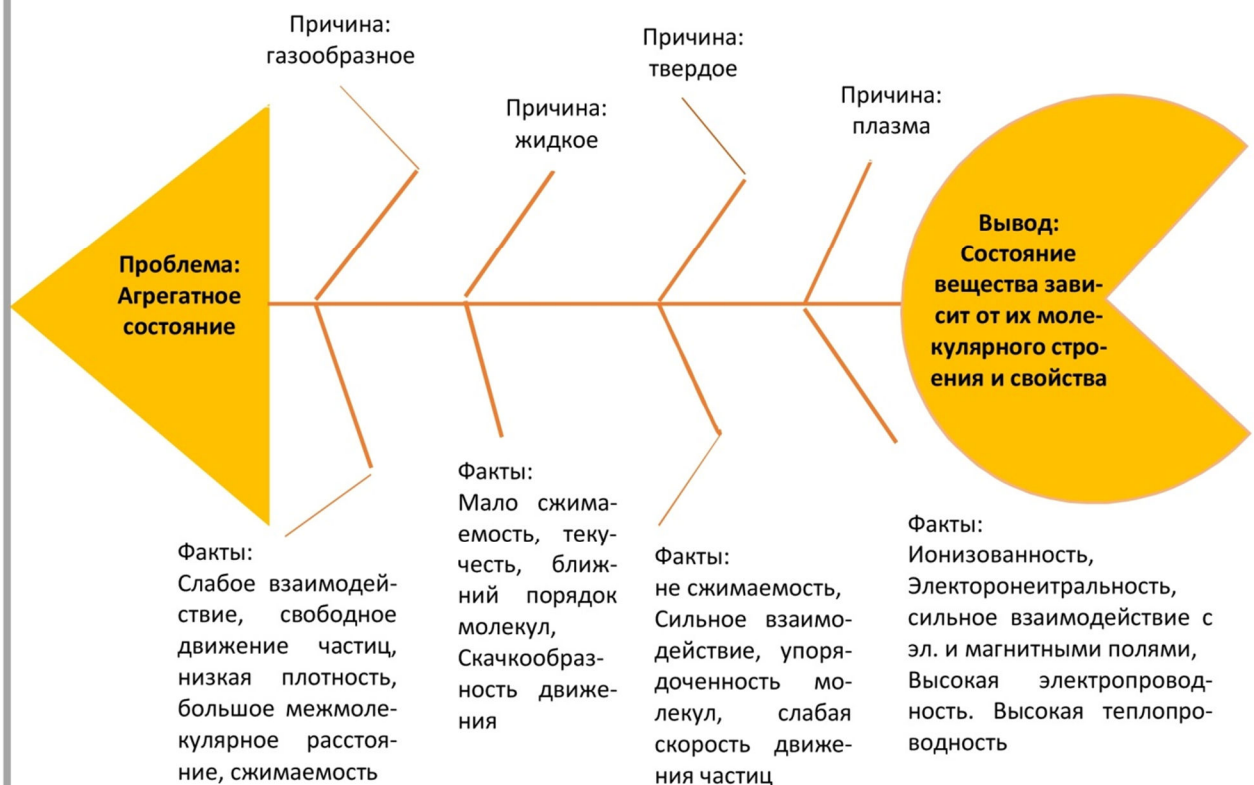 Причина:
газообразное
Причина:
жидкое
Причина:
твердое
Причина:
плазма
Проблема:
Агрегатное
состояние
Вывод:
Состояние
вещества зави-
сит от их моле-
кулярного стро-
ения и свойства
Факты:
Слабое взаимодей-
ствие, свободное
движение частиц,
низкая плотность,
большое межмоле-
кулярное расстоя-
ние, сжимаемость
Факты:
Мало сжима-
емость, теку-
честь, ближ-
ний порядок
молекул,
Скачкообраз-
ность движе-
ния
Факты:
не сжимаемость,
Сильное взаимо-
действие, упоря-
доченность мо-
лекул, слабая
скорость движе-
ния частиц
Факты:
Ионизованность,
Электоронеитральность,
сильное взаимодействие с
эл. и магнитными полями,
Высокая электропровод-
ность. Высокая теплопро-
водность